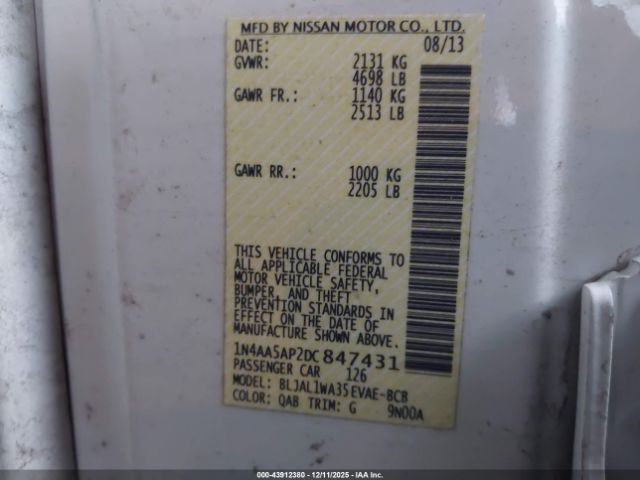 MFD BY NISSAN MOTOR CO., LTD.
DATE: 08/13
GVWR: 2131 KG
4698 LB
GAWR FR.: 1140 KG
2513 LB
GAWR RR.: 1000 KG
2205 LB
THIS VEHICLE CONFORMS TO
ALL APPLICABLE FEDERAL
MOTOR VEHICLE SAFETY,
BUMPER, AND THEFT
PREVENTION STANDARDS IN
EFFECT ON THE DATE OF
MANUFACTURE SHOWN ABOVE.
1N4AA5AP2DC847431
PASSENGER CAR 126
MODEL: BLJAL1WA35EVAE-BCB
COLOR: QAB TRIM: G 9N00A
000-43912380 - 12/11/2025 - IAA Inc.